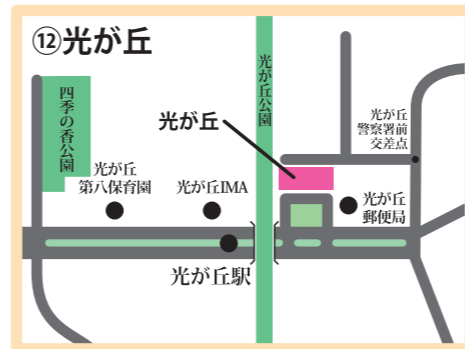 ⑫光が丘
四季の香公園
光が丘公園
光が丘
光が丘
警察署前
交差点
光が丘
第八保育園
光が丘IMA
光が丘
郵便局
光が丘駅